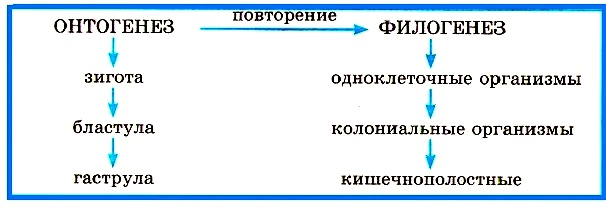 повторение
ОНТОГЕНЕЗ ФИЛОГЕНЕЗ
зигота одноклеточные организмы
бластула колониальные организмы
гаструла кишечнополостные